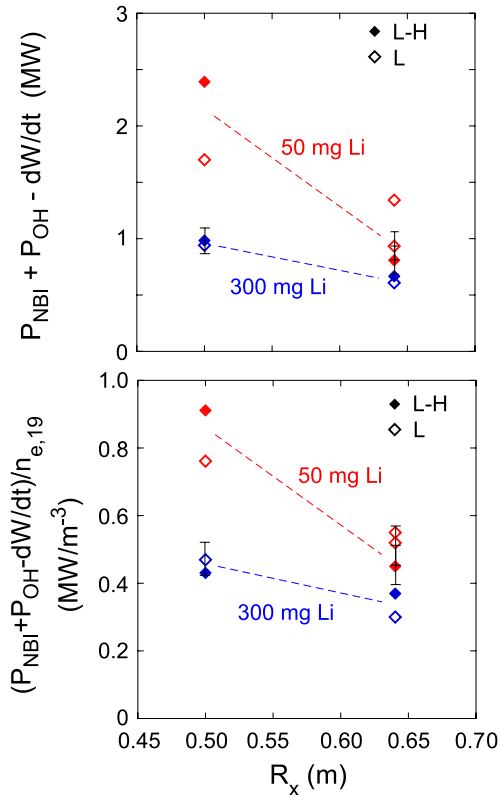 3
L-H
L
2
50 mg Li
1
300 mg Li
0
P_NBI + P_OH - dW/dt (MW)
1.0
L-H
L
0.8
50 mg Li
0.6
0.4
300 mg Li
0.2
0
(P_NBI+P_OH-dW/dt)/n_e,19
(MW/m^-3)
0.45 0.50 0.55 0.60 0.65 0.70
R_x (m)